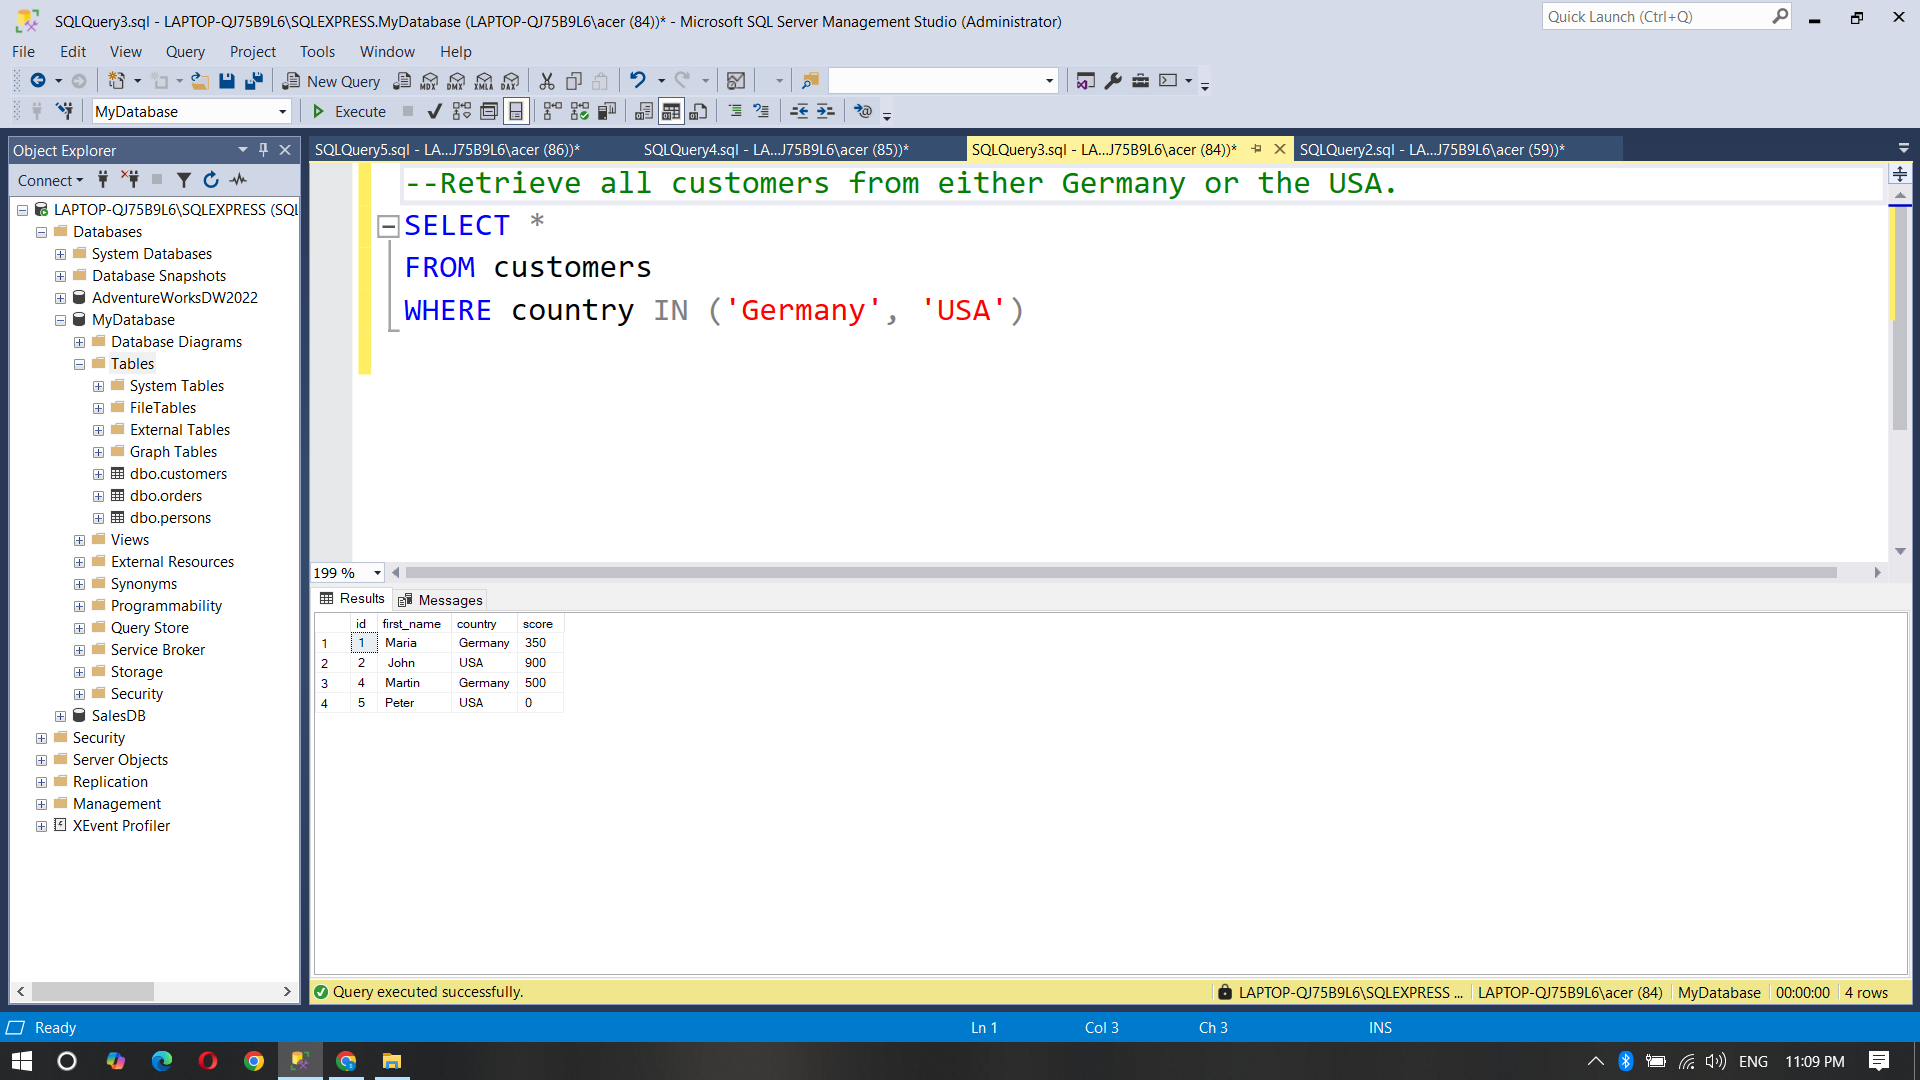 SQLQuery3.sql - LAPTOP-QJ75B9L6\SQLEXPRESS.MyDatabase (LAPTOP-QJ75B9L6\acer (84))* - Microsoft SQL Server Management Studio (Administrator)
Quick Launch (Ctrl+Q)
File Edit View Query Project Tools Window Help
New Query MDX DMX XMLA DAX
MyDatabase Execute
Object Explorer
SQLQuery5.sql - LA...J75B9L6\acer (86))* SQLQuery4.sql - LA...J75B9L6\acer (85))* SQLQuery3.sql - LA...J75B9L6\acer (84))* SQLQuery2.sql - LA...J75B9L6\acer (59))*
Connect
LAPTOP-QJ75B9L6\SQLEXPRESS (SQL
Databases
System Databases
Database Snapshots
AdventureWorksDW2022
MyDatabase
Database Diagrams
Tables
System Tables
FileTables
External Tables
Graph Tables
dbo.customers
dbo.orders
dbo.persons
Views
External Resources
Synonyms
Programmability
Query Store
Service Broker
Storage
Security
SalesDB
Security
Server Objects
Replication
Management
XEvent Profiler
--Retrieve all customers from either Germany or the USA.
SELECT *
FROM customers
WHERE country IN ('Germany', 'USA')
199 %
Results Messages
id first_name country score
1 1 Maria Germany 350
2 2 John USA 900
3 4 Martin Germany 500
4 5 Peter USA 0
Query executed successfully. LAPTOP-QJ75B9L6\SQLEXPRESS ... LAPTOP-QJ75B9L6\acer (84) MyDatabase 00:00:00 4 rows
Ready Ln 1 Col 3 Ch 3 INS
ENG 11:09 PM